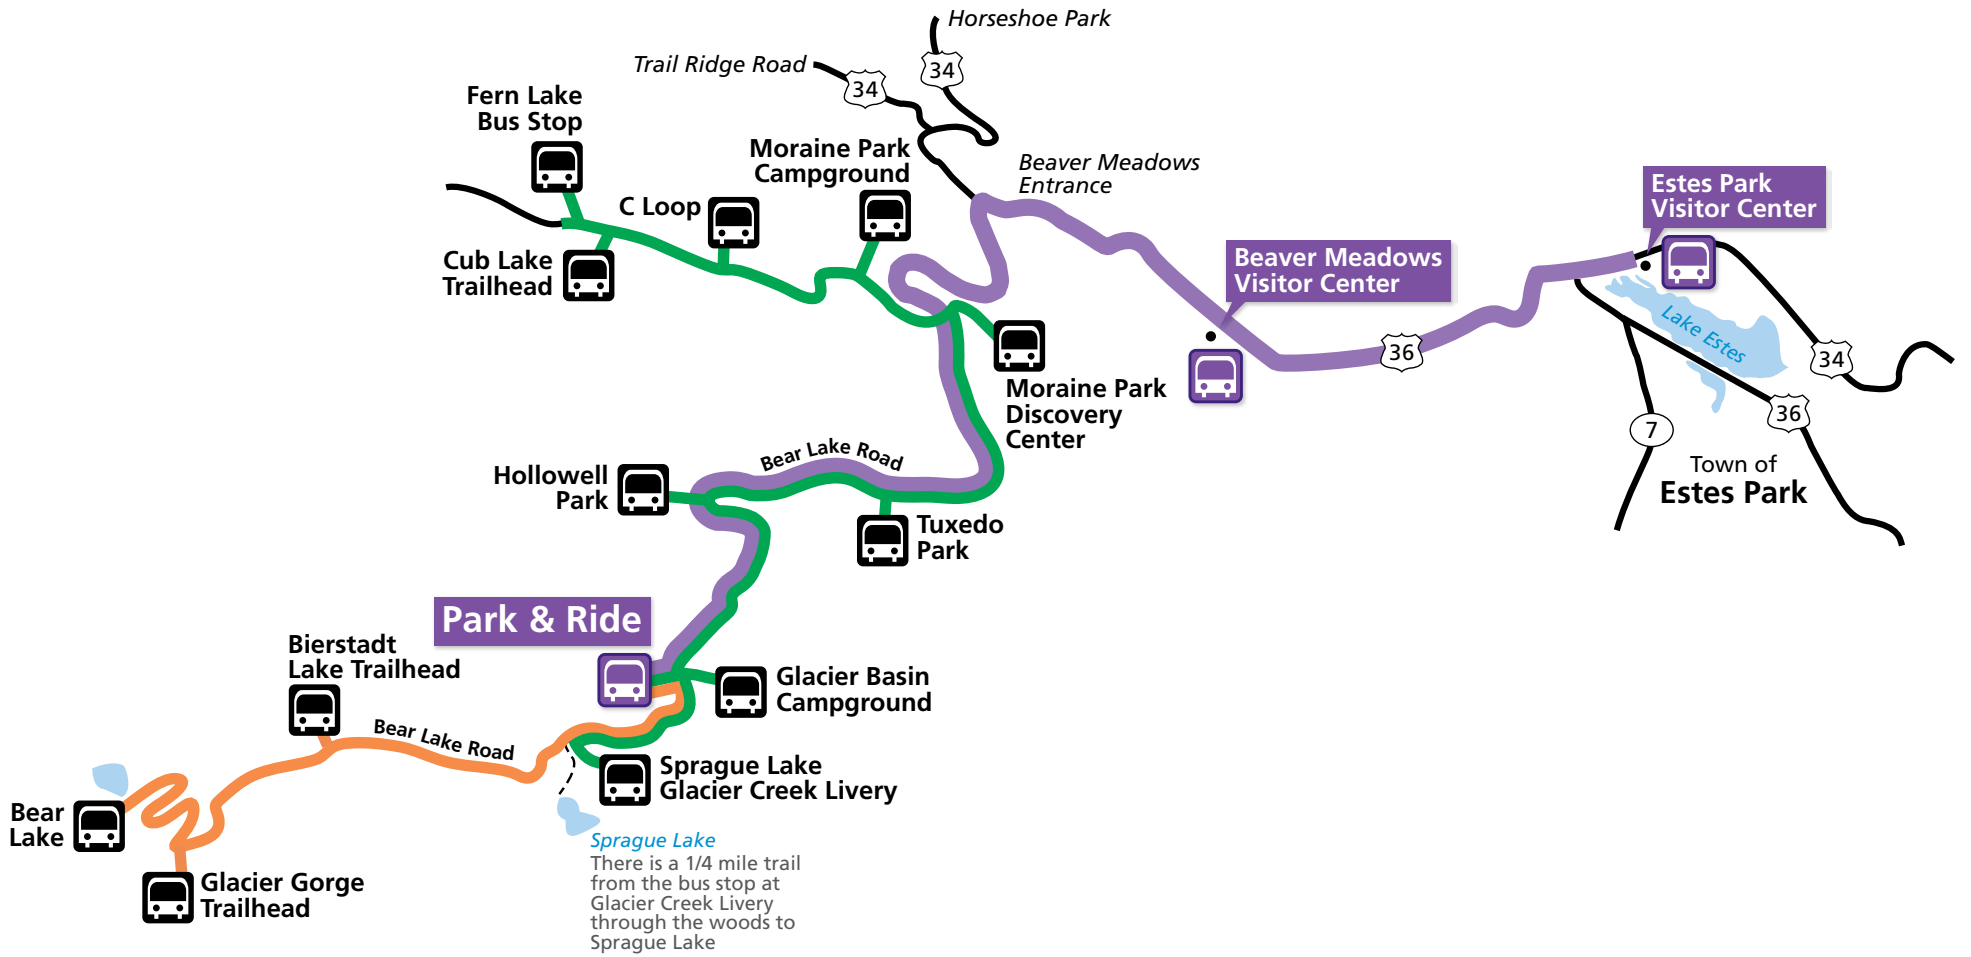 Horseshoe Park
34
Trail Ridge Road
34
Fern Lake
Bus Stop
Moraine Park
Campground
C Loop
Cub Lake
Trailhead
Beaver Meadows
Entrance
Estes Park
Visitor Center
Beaver Meadows
Visitor Center
Lake Estes
36
34
36
7
Town of
Estes Park
Moraine Park
Discovery
Center
Bear Lake Road
Hollowell
Park
Tuxedo
Park
Park & Ride
Bierstadt
Lake Trailhead
Glacier Basin
Campground
Bear Lake Road
Sprague Lake
Glacier Creek Livery
Bear
Lake
Glacier Gorge
Trailhead
Sprague Lake
There is a 1/4 mile trail
from the bus stop at
Glacier Creek Livery
through the woods to
Sprague Lake